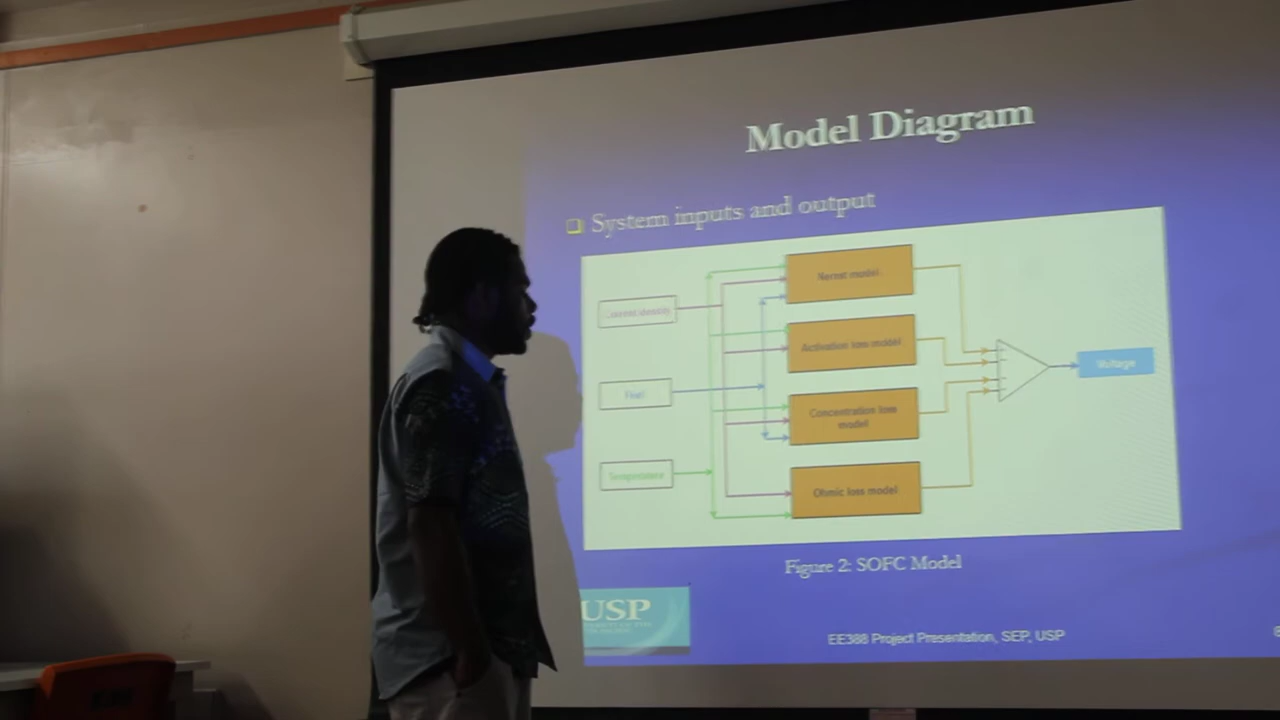 Model Diagram
System inputs and output
Current density
Fuel
Temperature
Nernst model
Activation loss model
Concentration loss
model
Ohmic loss model
Voltage
Figure 2: SOFC Model
USP
EE388 Project Presentation, SEP, USP